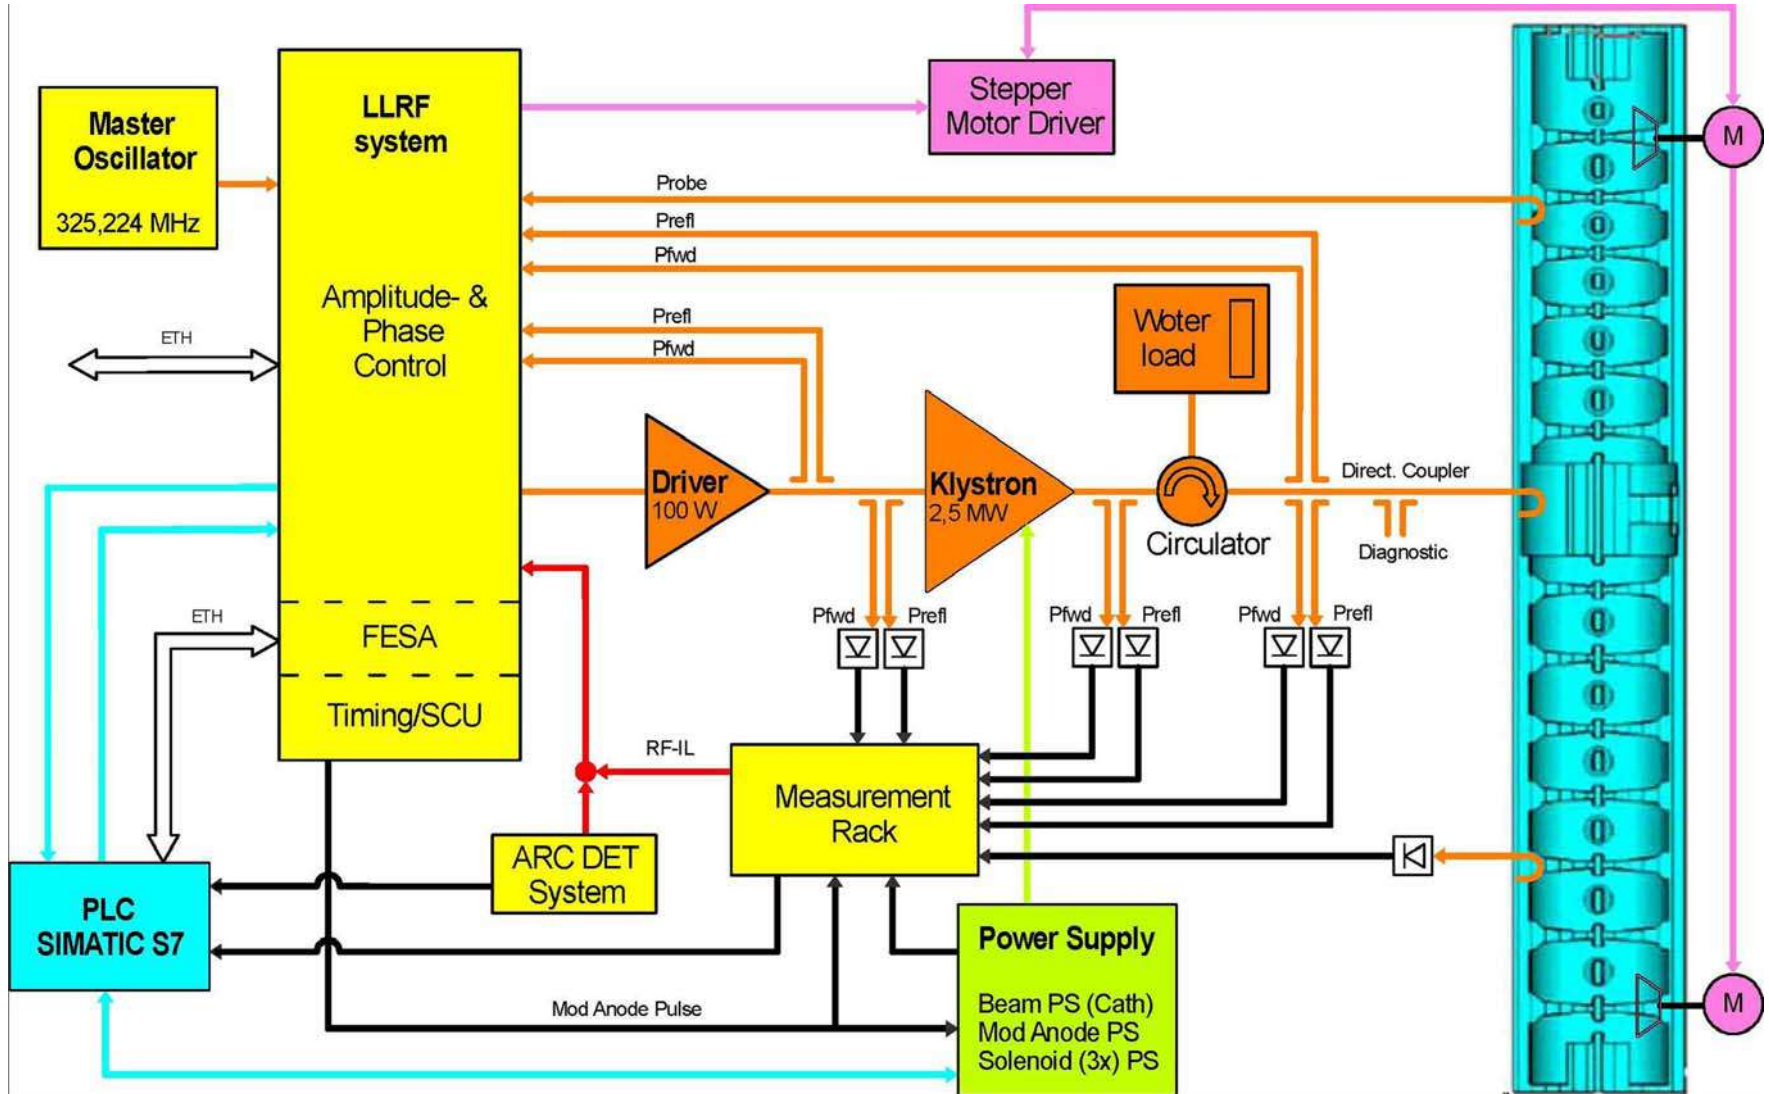 LLRF
system
Master
Oscillator
325,224 MHz
Stepper
Motor Driver
M
Probe
Prefl
Pfwd
Amplitude- &
Phase
Control
ETH
Prefl
Pfwd
Woter
load
Driver
100 W
Klystron
2,5 MW
Circulator
Direct. Coupler
Diagnostic
ETH
FESA
Timing/SCU
Pfwd
Prefl
Pfwd
Prefl
Pfwd
Prefl
RF-IL
Measurement
Rack
ARC DET
System
PLC
SIMATIC S7
Mod Anode Pulse
Power Supply
Beam PS (Cath)
Mod Anode PS
Solenoid (3x) PS
M